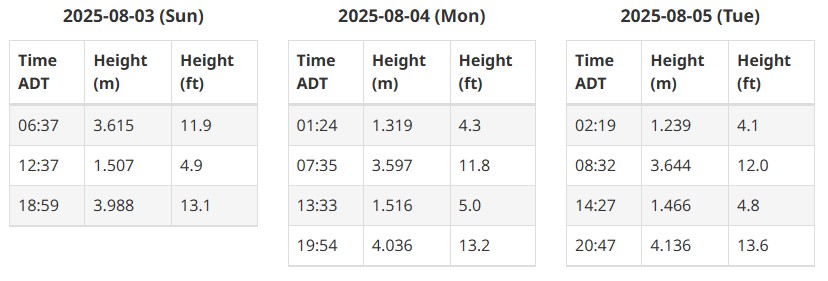 2025-08-03 (Sun)
Time ADT Height (m) Height (ft)
06:37 3.615 11.9
12:37 1.507 4.9
18:59 3.988 13.1
2025-08-04 (Mon)
Time ADT Height (m) Height (ft)
01:24 1.319 4.3
07:35 3.597 11.8
13:33 1.516 5.0
19:54 4.036 13.2
2025-08-05 (Tue)
Time ADT Height (m) Height (ft)
02:19 1.239 4.1
08:32 3.644 12.0
14:27 1.466 4.8
20:47 4.136 13.6